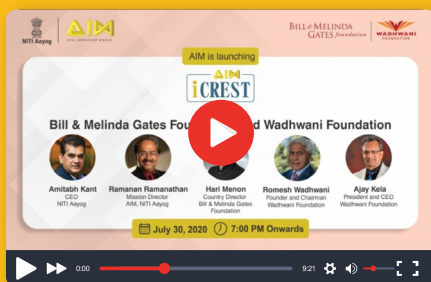 BILL & MELINDA
GATES foundation
WADHWANI
FOUNDATION
NITI Aayog
AIM
ATAL INNOVATION MISSION
AIM is launching
AIM
iCREST
Bill & Melinda Gates Fou d Wadhwani Foundation
Amitabh Kant
CEO
NITI Aayog
Ramanan Ramanathan
Mission Director
AIM, NITI Aayog
Hari Menon
Country Director
Bill & Melinda Gates
Foundation
Romesh Wadhwani
Founder and Chairman
Wadhwani Foundation
Ajay Kela
President and CEO
Wadhwani Foundation
July 30, 2020 7:00 PM Onwards
0:00
9:21